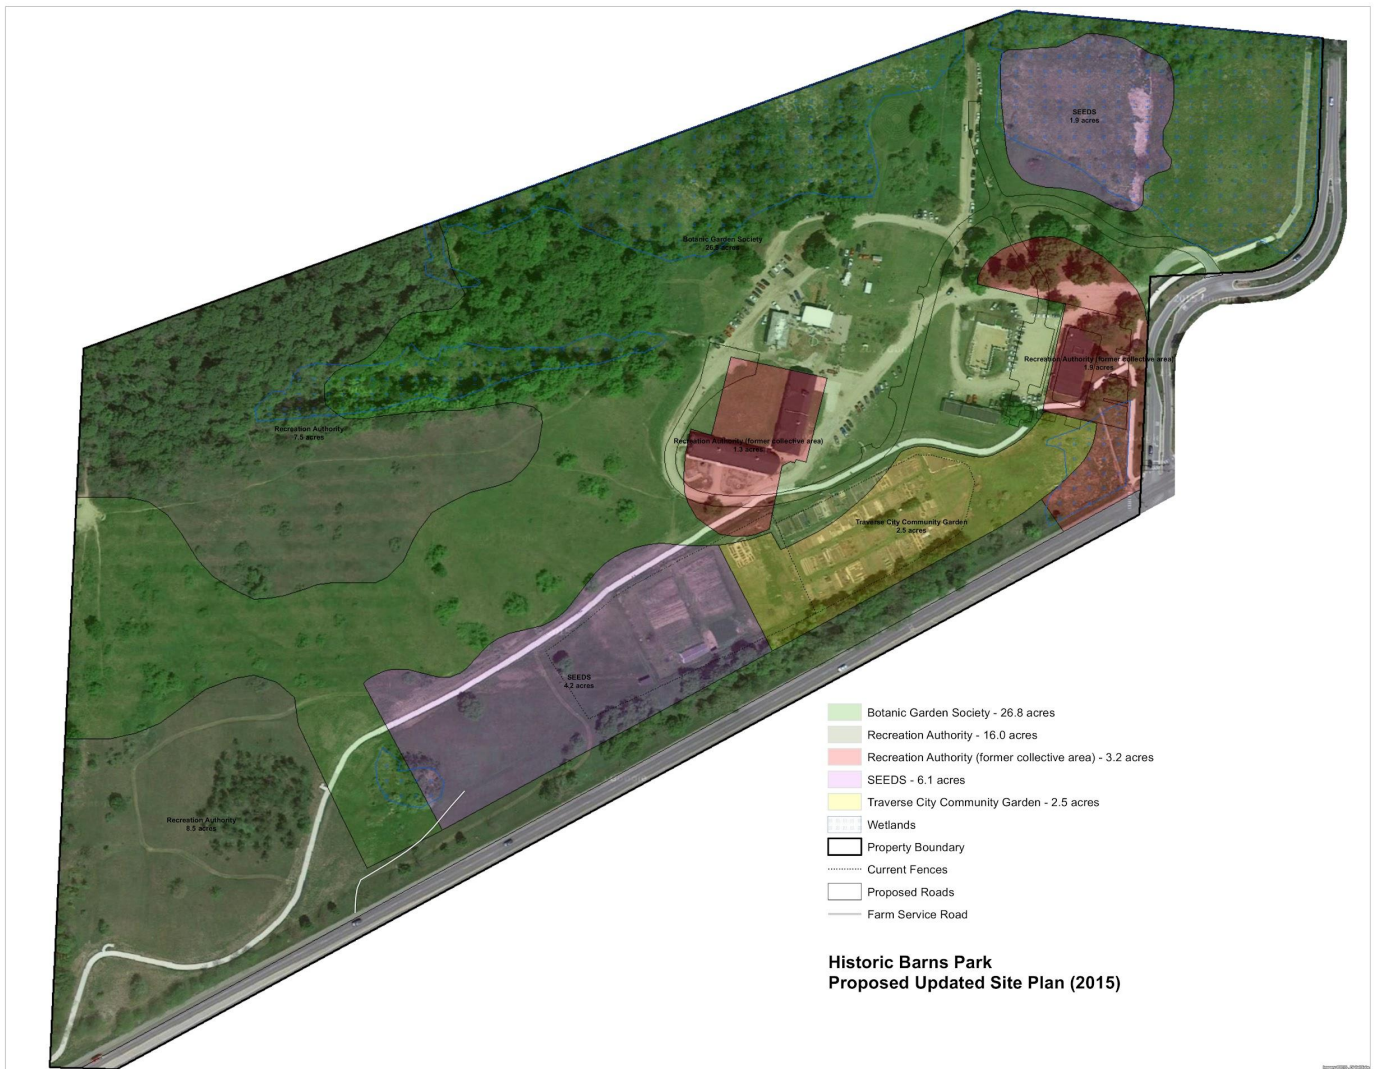 SEEDS
1.9 acres
Botanic Garden Society
Recreation Authority (former collective area)
1.9 acres
Recreation Authority
7.5 acres
Recreation Authority (former collective area)
1.3 acres
Traverse City Community Garden
2.5 acres
SEEDS
4.2 acres
Recreation Authority
8.5 acres
Botanic Garden Society - 26.8 acres
Recreation Authority - 16.0 acres
Recreation Authority (former collective area) - 3.2 acres
SEEDS - 6.1 acres
Traverse City Community Garden - 2.5 acres
Wetlands
Property Boundary
Current Fences
Proposed Roads
Farm Service Road
Historic Barns Park
Proposed Updated Site Plan (2015)